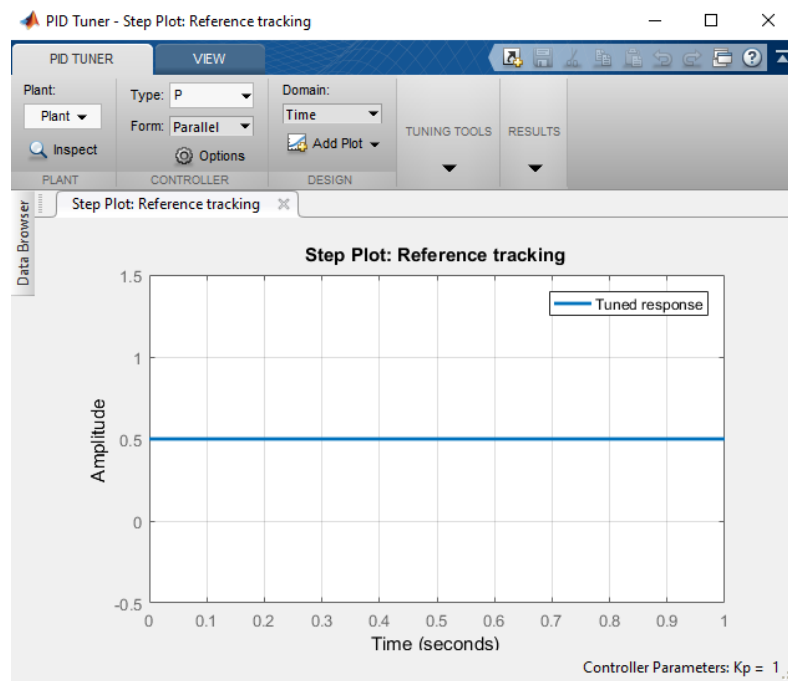 PID Tuner - Step Plot: Reference tracking
PID TUNER VIEW
Plant:
Plant
Inspect
PLANT
Type: P
Form: Parallel
Options
CONTROLLER
Domain:
Time
Add Plot
DESIGN
TUNING TOOLS
RESULTS
Data Browser
Step Plot: Reference tracking
Step Plot: Reference tracking
Tuned response
Amplitude
1.5
1
0.5
0
-0.5
0 0.1 0.2 0.3 0.4 0.5 0.6 0.7 0.8 0.9 1
Time (seconds)
Controller Parameters: Kp = 1